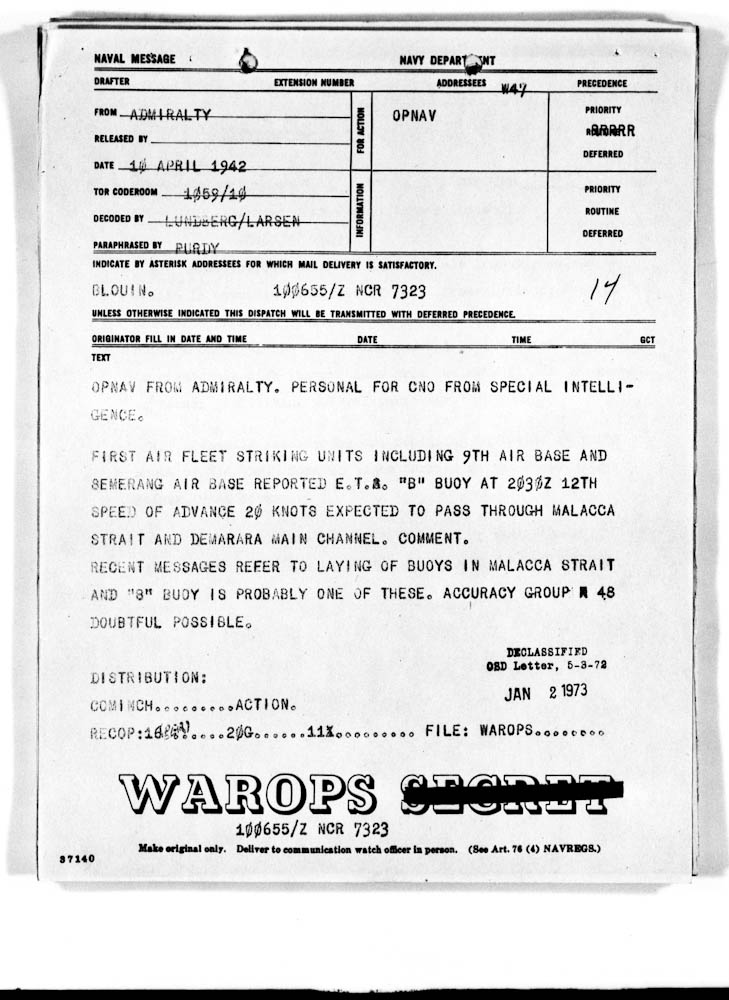 NAVAL MESSAGE NAVY DEPARTMENT
DRAFTER EXTENSION NUMBER ADDRESSEES PRECEDENCE
FROM ADMIRALTY FOR ACTION OPNAV PRIORITY
RELEASED BY RRRRR
DEFERRED
DATE 10 APRIL 1942
TOR CODEROOM 1059/10 INFORMATION PRIORITY
DECODED BY LUNDBERG/LARSEN ROUTINE
DEFERRED
PARAPHRASED BY PURDY
INDICATE BY ASTERISK ADDRESSEES FOR WHICH MAIL DELIVERY IS SATISFACTORY.
BLOUIN. 100655/Z NCR 7323 14
UNLESS OTHERWISE INDICATED THIS DISPATCH WILL BE TRANSMITTED WITH DEFERRED PRECEDENCE.
ORIGINATOR FILL IN DATE AND TIME DATE TIME GCT
TEXT
OPNAV FROM ADMIRALTY. PERSONAL FOR CNO FROM SPECIAL INTELLI-
GENCE.
FIRST AIR FLEET STRIKING UNITS INCLUDING 9TH AIR BASE AND
SEMERANG AIR BASE REPORTED E.T.A. "B" BUOY AT 2030Z 12TH
SPEED OF ADVANCE 20 KNOTS EXPECTED TO PASS THROUGH MALACCA
STRAIT AND DEMARARA MAIN CHANNEL. COMMENT.
RECENT MESSAGES REFER TO LAYING OF BUOYS IN MALACCA STRAIT
AND "B" BUOY IS PROBABLY ONE OF THESE. ACCURACY GROUP 48
DOUBTFUL POSSIBLE.
DECLASSIFIED
OSD Letter, 5-3-72
JAN 2 1973
DISTRIBUTION:
COMINCH..........ACTION.
RECOP: ....20G......11X.......... FILE: WAROPS.........
WAROPS SECRET
100655/Z NCR 7323
Make original only. Deliver to communication watch officer in person. (See Art. 76 (4) NAVREGS.)
37140